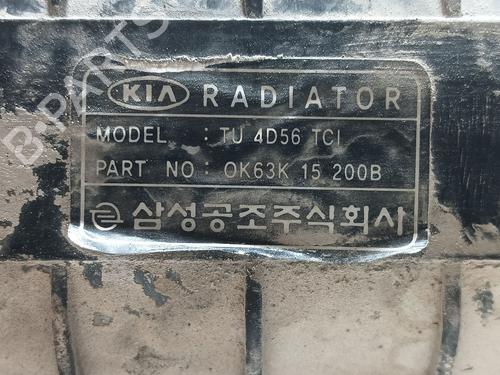 KIA RADIATOR
MODEL : TU 4D56 TCI
PART NO : OK63K 15 200B
삼성공조주식회사
B-PARTS